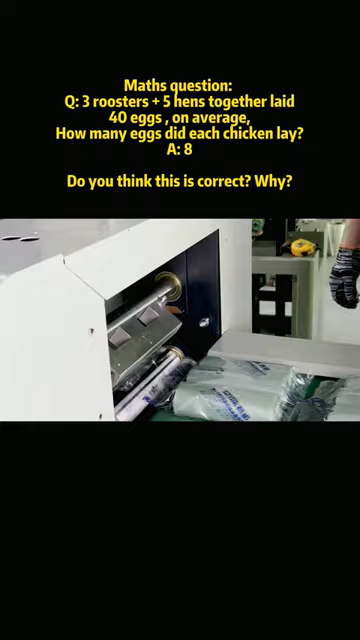 Maths question:
Q: 3 roosters + 5 hens together laid
40 eggs , on average,
How many eggs did each chicken lay?
A: 8
Do you think this is correct? Why?